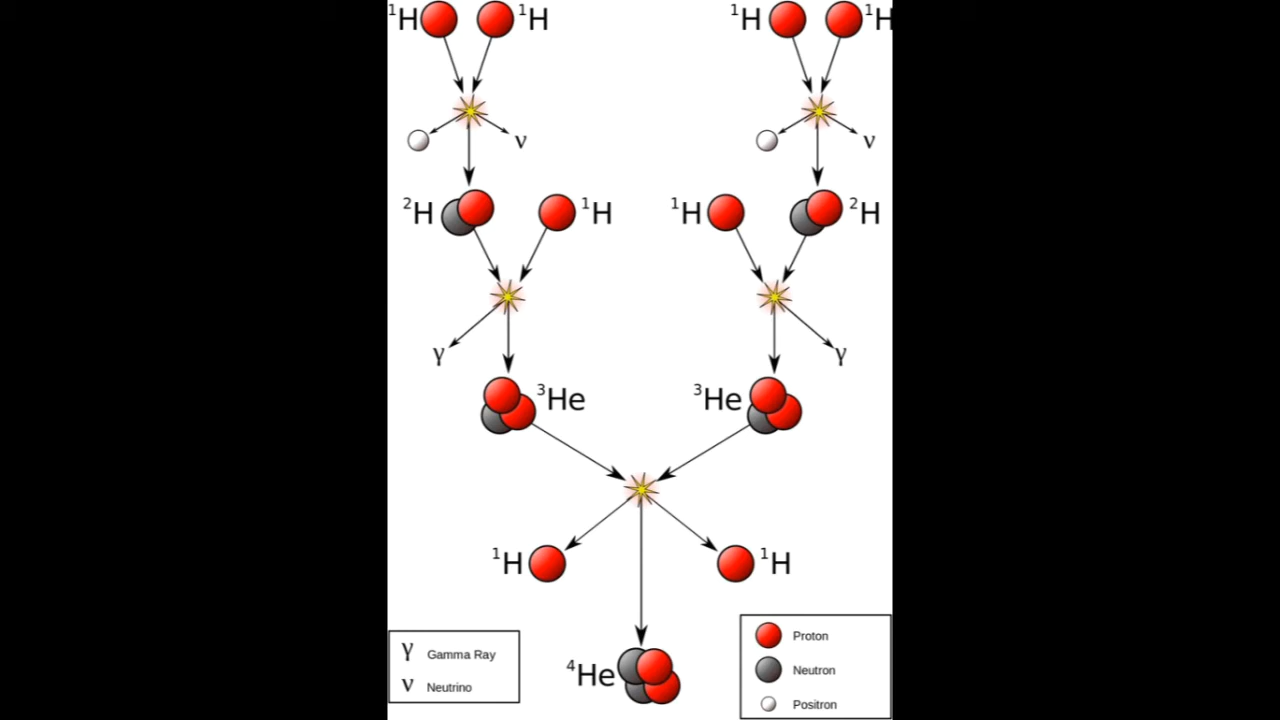 ¹H ¹H ¹H ¹H
ν ν
²H ¹H ¹H ²H
γ γ
³He ³He
¹H ¹H
⁴He
γ Gamma Ray
ν Neutrino
Proton
Neutron
Positron